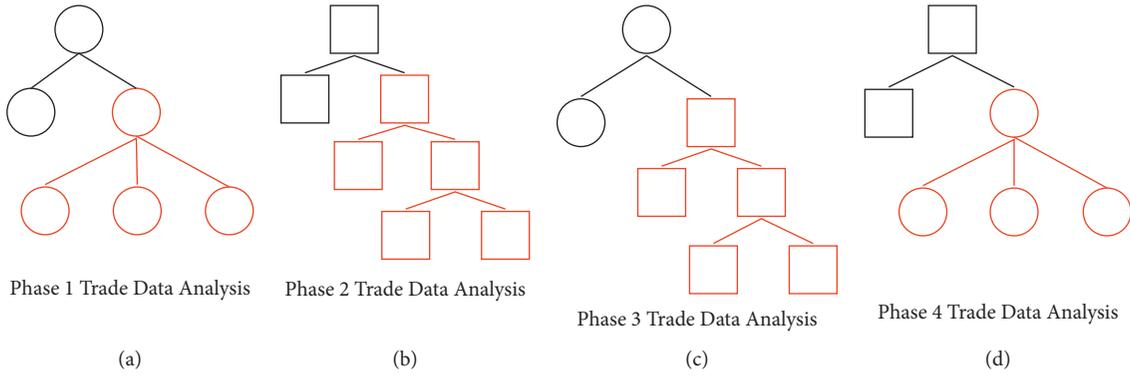 Phase 1 Trade Data Analysis
Phase 2 Trade Data Analysis
Phase 3 Trade Data Analysis
Phase 4 Trade Data Analysis
(a)
(b)
(c)
(d)